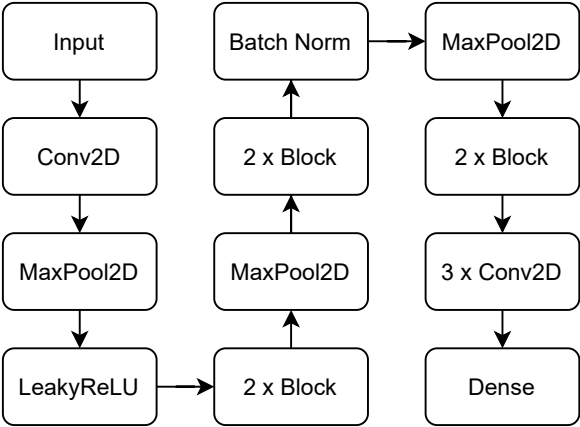 Input
Conv2D
MaxPool2D
LeakyReLU
2 x Block
MaxPool2D
2 x Block
Batch Norm
MaxPool2D
2 x Block
3 x Conv2D
Dense